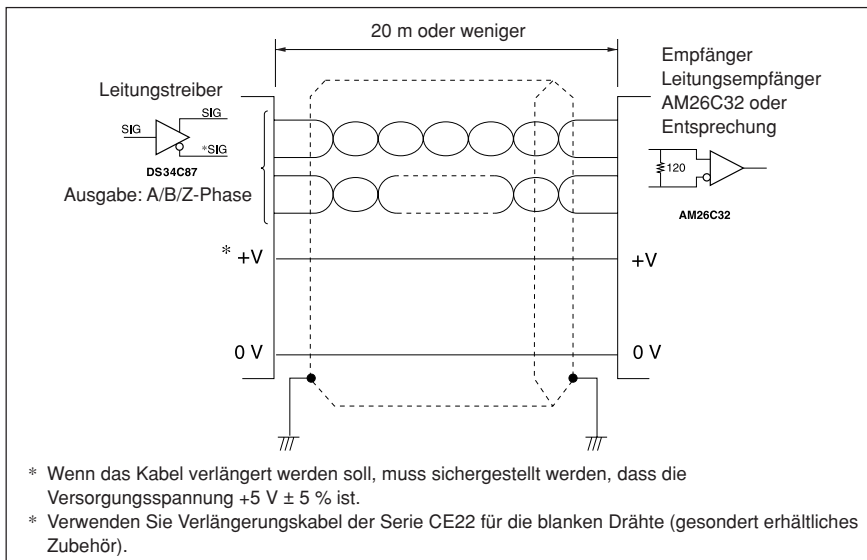 20 m oder weniger
Leitungstreiber
SIG
SIG
*SIG
DS34C87
Ausgabe: A/B/Z-Phase
Empfänger
Leitungsempfänger
AM26C32 oder
Entsprechung
120
AM26C32
* +V
+V
0 V
0 V
* Wenn das Kabel verlängert werden soll, muss sichergestellt werden, dass die
Versorgungsspannung +5 V ± 5 % ist.
* Verwenden Sie Verlängerungskabel der Serie CE22 für die blanken Drähte (gesondert erhältliches
Zubehör).